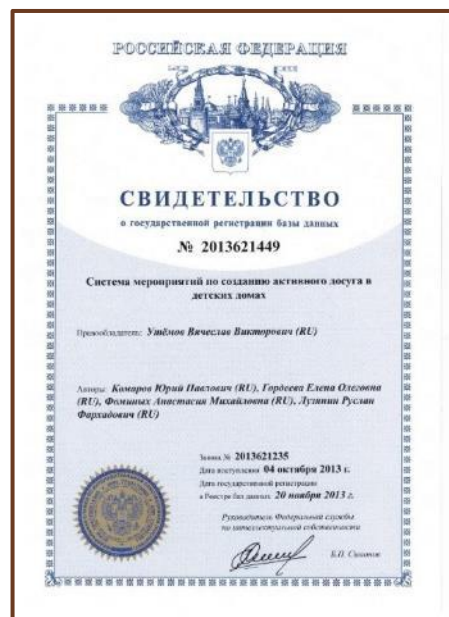 РОССИЙСКАЯ ФЕДЕРАЦИЯ
СВИДЕТЕЛЬСТВО
о государственной регистрации базы данных
№ 2013621449
Система мероприятий по созданию активного досуга в
детских домах
Правообладатель: Утёмов Вячеслав Викторович (RU)
Авторы: Комаров Юрий Павлович (RU), Гордеева Елена Олеговна
(RU), Фоминых Анастасия Михайловна (RU), Лузянин Руслан
Фархадович (RU)
Заявка № 2013621235
Дата поступления 04 октября 2013 г.
Дата государственной регистрации
в Реестре баз данных 20 ноября 2013 г.
Руководитель Федеральной службы
по интеллектуальной собственности
Б.П. Симонов